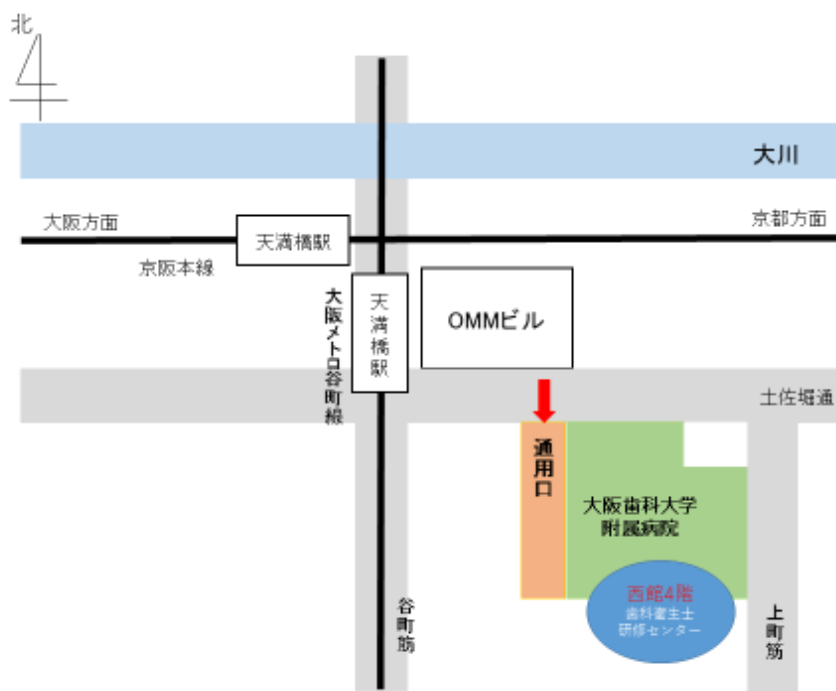 北
大川
大阪方面
京都方面
天満橋駅
京阪本線
大阪メトロ谷町線
天満橋駅
OMMビル
土佐堀通
通用口
大阪歯科大学
附属病院
西館4階
歯科衛生士
研修センター
谷町筋
上町筋